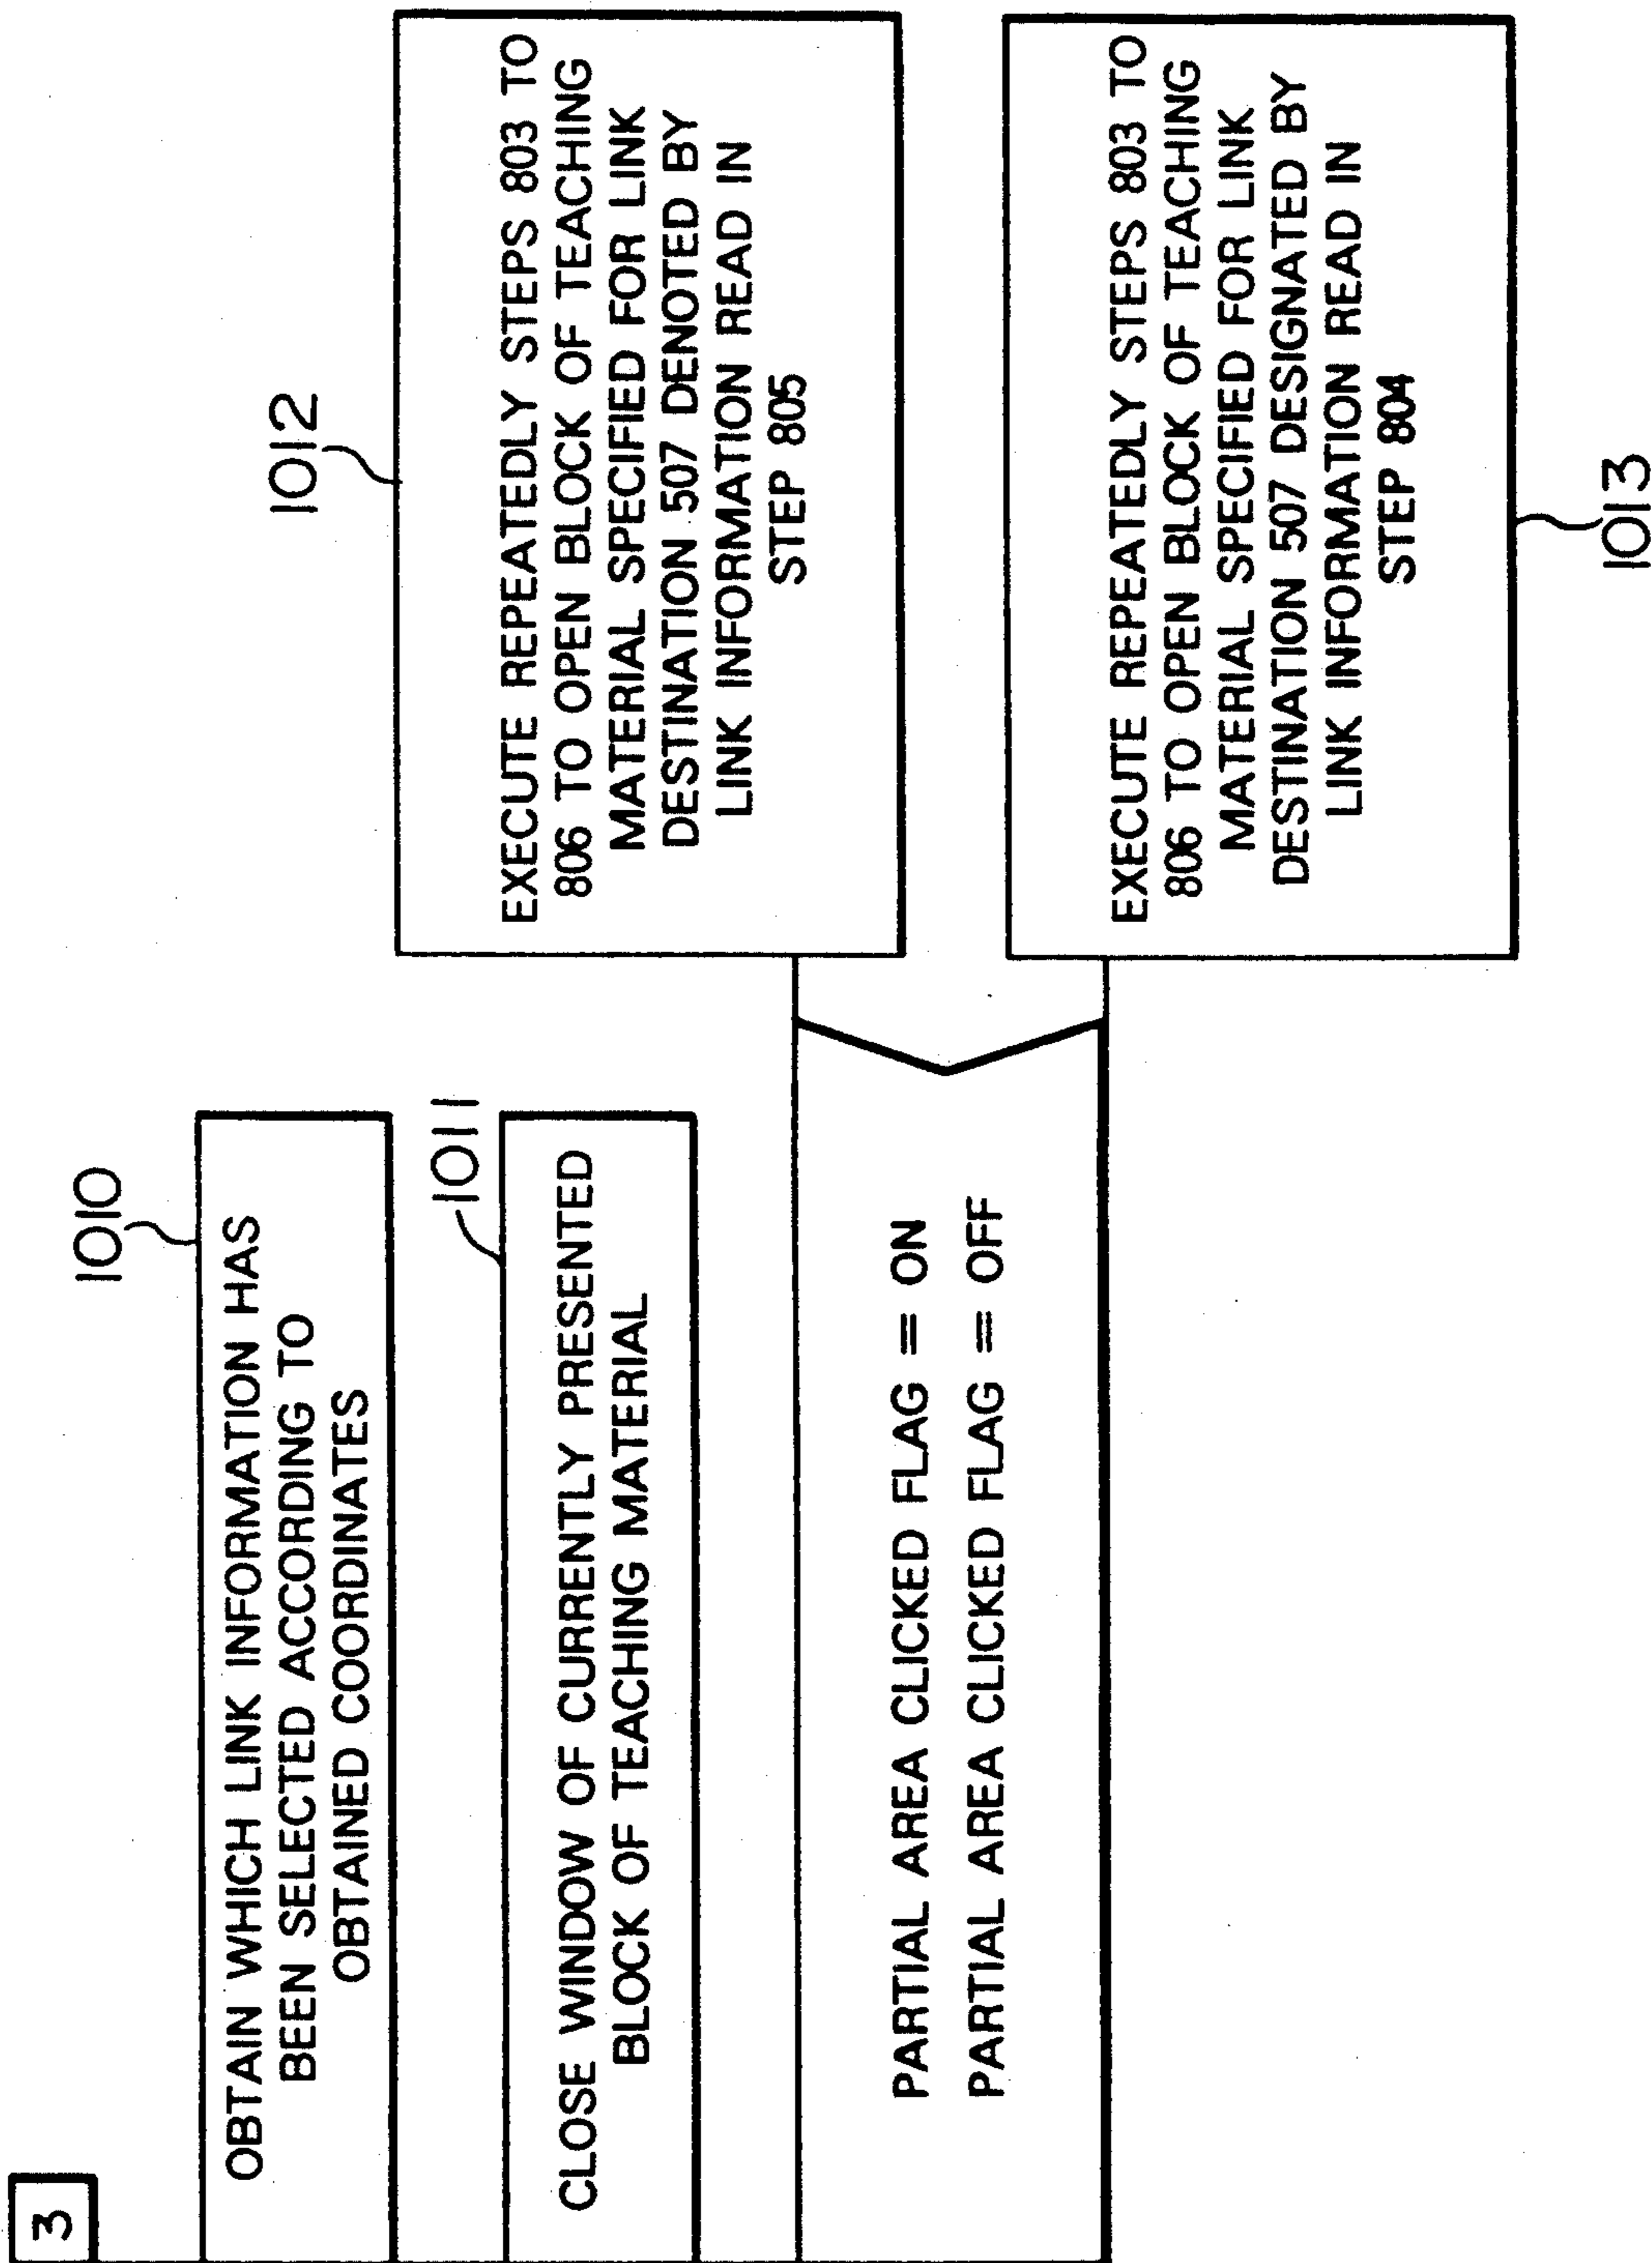 3
1010
OBTAIN WHICH LINK INFORMATION HAS
BEEN SELECTED ACCORDING TO
OBTAINED COORDINATES
1011
CLOSE WINDOW OF CURRENTLY PRESENTED
BLOCK OF TEACHING MATERIAL
PARTIAL AREA CLICKED FLAG = ON
PARTIAL AREA CLICKED FLAG = OFF
1012
EXECUTE REPEATEDLY STEPS 803 TO
806 TO OPEN BLOCK OF TEACHING
MATERIAL SPECIFIED FOR LINK
DESTINATION 507 DENOTED BY
LINK INFORMATION READ IN
STEP 805
EXECUTE REPEATEDLY STEPS 803 TO
806 TO OPEN BLOCK OF TEACHING
MATERIAL SPECIFIED FOR LINK
DESTINATION 507 DESIGNATED BY
LINK INFORMATION READ IN
STEP 804
1013